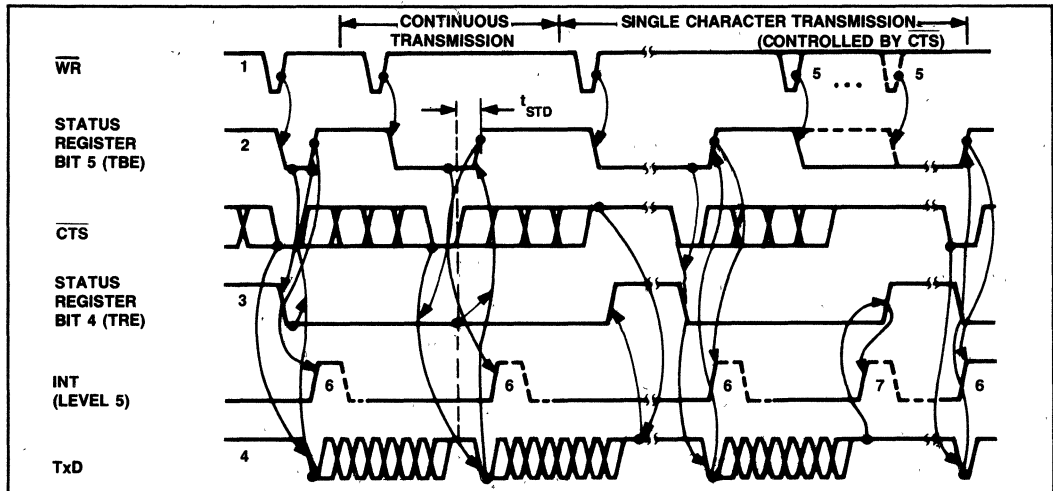 CONTINUOUS
TRANSMISSION
SINGLE CHARACTER TRANSMISSION
(CONTROLLED BY CTS)
WR
1
5
...
5
tSTD
STATUS
REGISTER
BIT 5 (TBE)
2
CTS
STATUS
REGISTER
BIT 4 (TRE)
3
INT
(LEVEL 5)
6
6
6
7
6
TxD
4